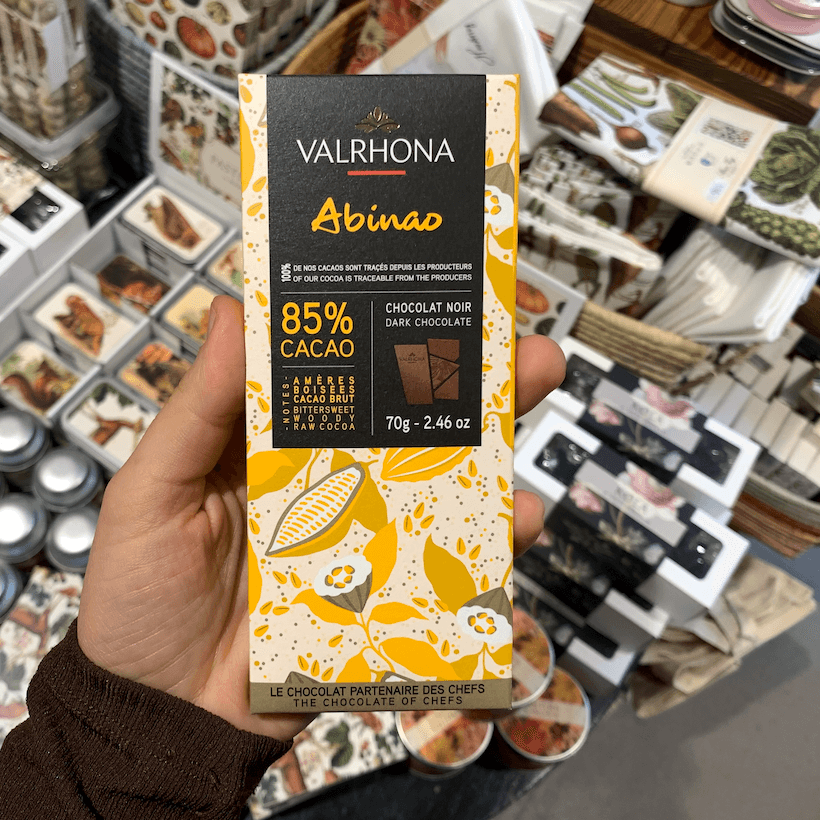 VALRHONA
Abinao
100%
DE NOS CACAOS SONT TRAÇÉS DEPUIS LES PRODUCTEURS
OF OUR COCOA IS TRACEABLE FROM THE PRODUCERS
85%
CACAO
CHOCOLAT NOIR
DARK CHOCOLATE
VALRHONA
-NOTES-
AMÈRES
BOISÉES
CACAO BRUT
BITTERSWEET
WOODY
RAW COCOA
70g - 2.46 oz
LE CHOCOLAT PARTENAIRE DES CHEFS
THE CHOCOLATE OF CHEFS